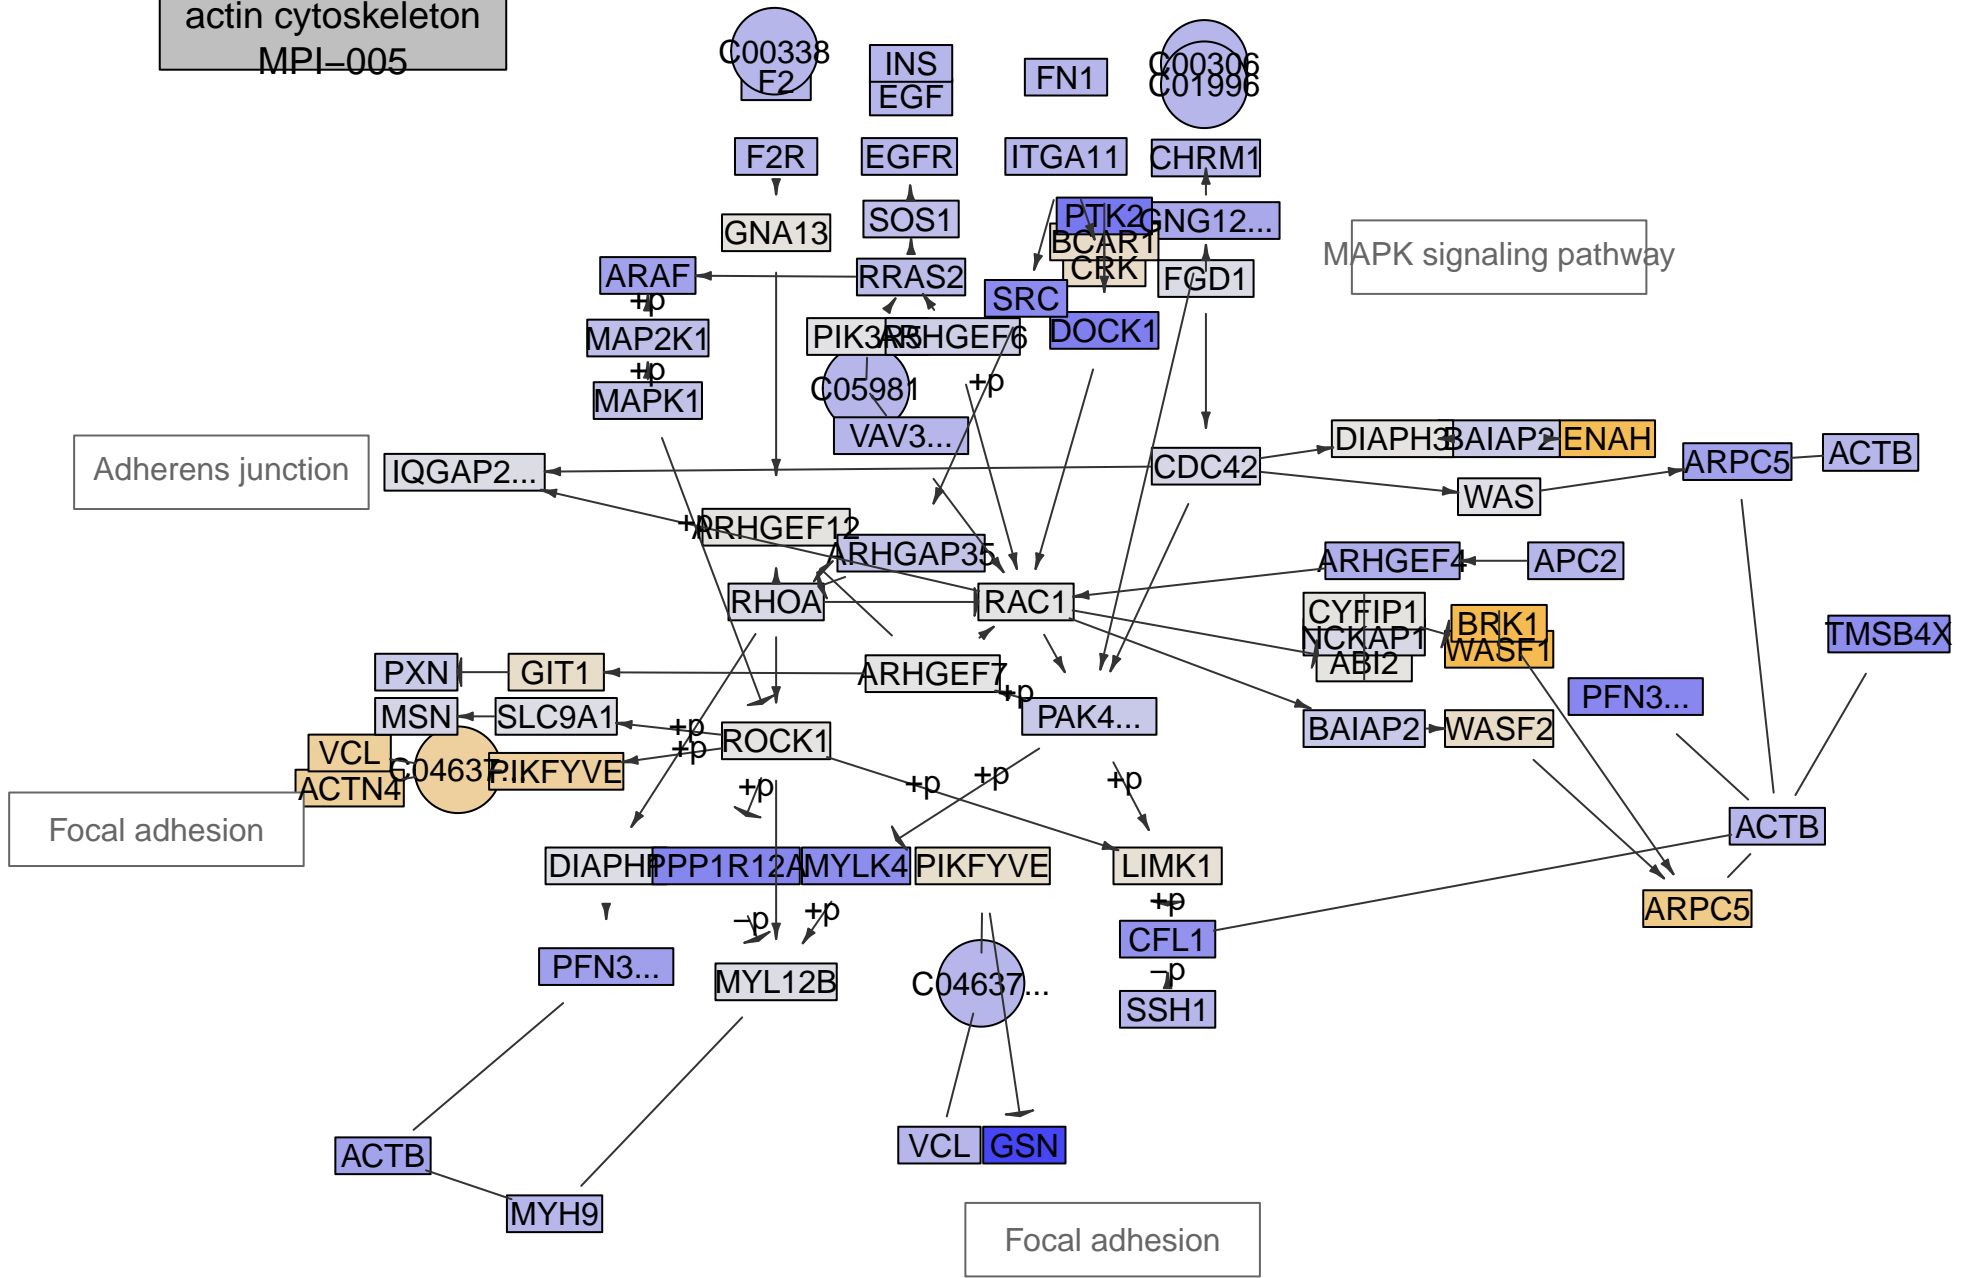 actin cytoskeleton
MPI−005
C00338
F2
INS
EGF
FN1
C00306
C01996
F2R
EGFR
ITGA11
CHRM1
GNA13
SOS1
PTK2
GNG12...
BCAR1
CRK
FGD1
MAPK signaling pathway
ARAF
RRAS2
SRC
+p
MAP2K1
ARHGEF6
DOCK1
+p
MAPK1
C05981
+p
VAV3...
Adherens junction
IQGAP2...
CDC42
DIAPH3
BAIAP2
ENAH
ARPC5
ACTB
WAS
+p
ARHGEF12
ARHGAP35
ARHGEF4
APC2
RHOA
RAC1
CYFIP1
NCKAP1
ABI2
BRK1
WASF1
TMSB4X
PXN
GIT1
ARHGEF7
+p
PFN3...
MSN
SLC9A1
+p
PAK4...
BAIAP2
WASF2
VCL
ACTN4
PIKFYVE
+p
ROCK1
+p
+p
+p
+p
Focal adhesion
ACTB
PPP1R12A
MYLK4
PIKFYVE
LIMK1
−p
+p
+p
ARPC5
CFL1
PFN3...
MYL12B
C04637...
−p
SSH1
ACTB
VCL
GSN
MYH9
Focal adhesion